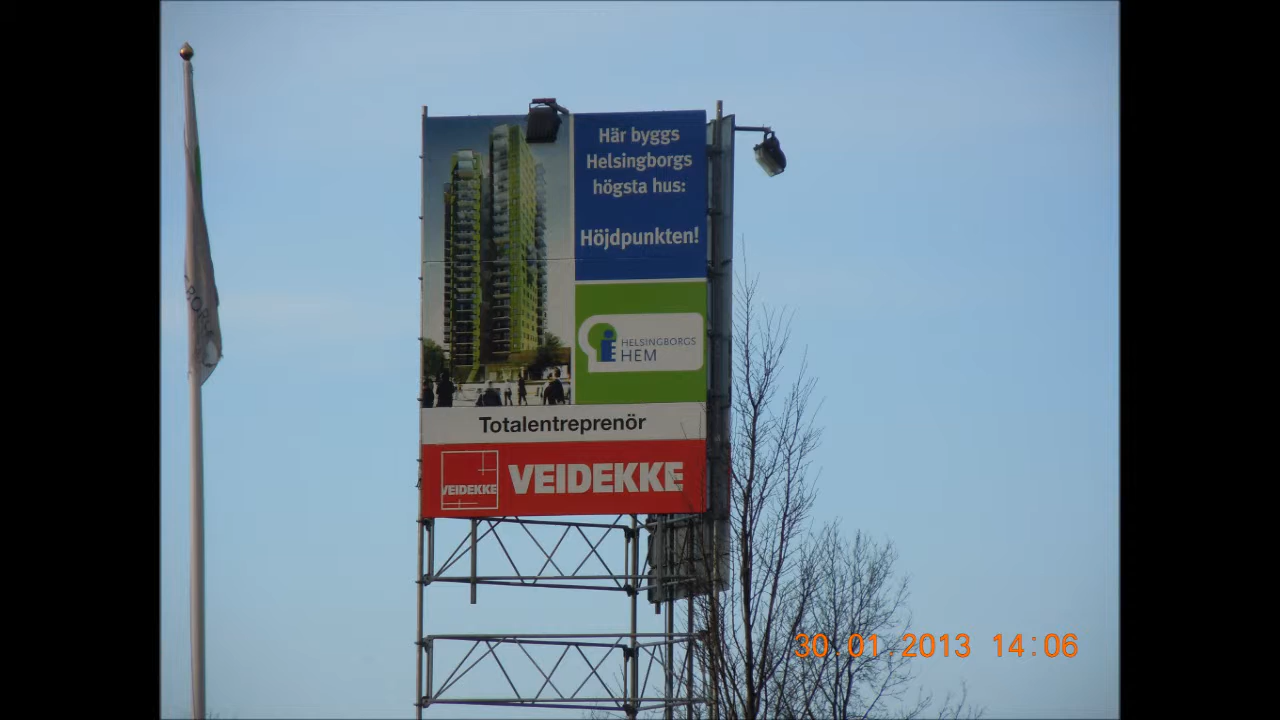 Här byggs
Helsingborgs
högsta hus:
Höjdpunkten!
HELSINGBORGS
HEM
Totalentreprenör
VEIDEKKE
VEIDEKKE
30.01.2013 14:06